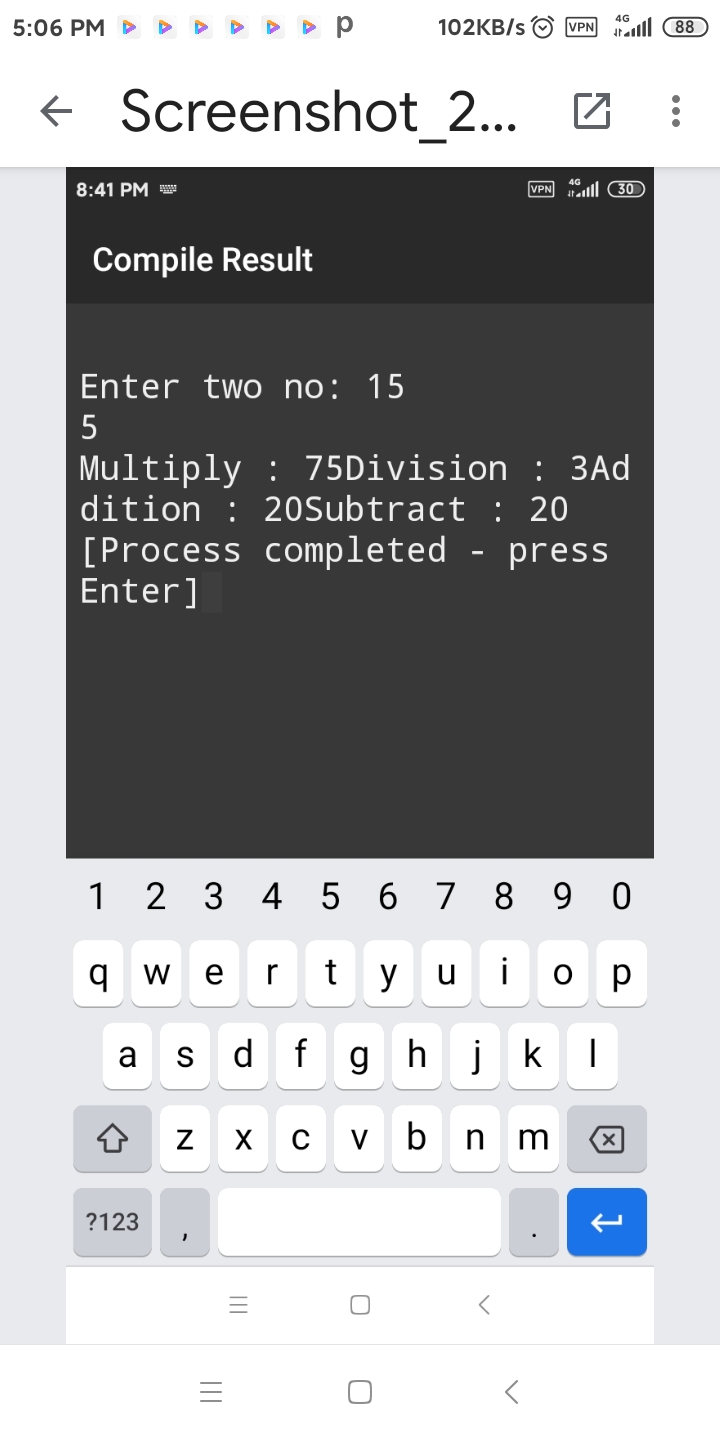 5:06 PM p 102KB/s VPN 4G 88
Screenshot_2...
8:41 PM VPN 4G 30
Compile Result
Enter two no: 15
5
Multiply : 75Division : 3Ad
dition : 20Subtract : 20
[Process completed - press
Enter]
1 2 3 4 5 6 7 8 9 0
q w e r t y u i o p
a s d f g h j k l
z x c v b n m
?123 , .